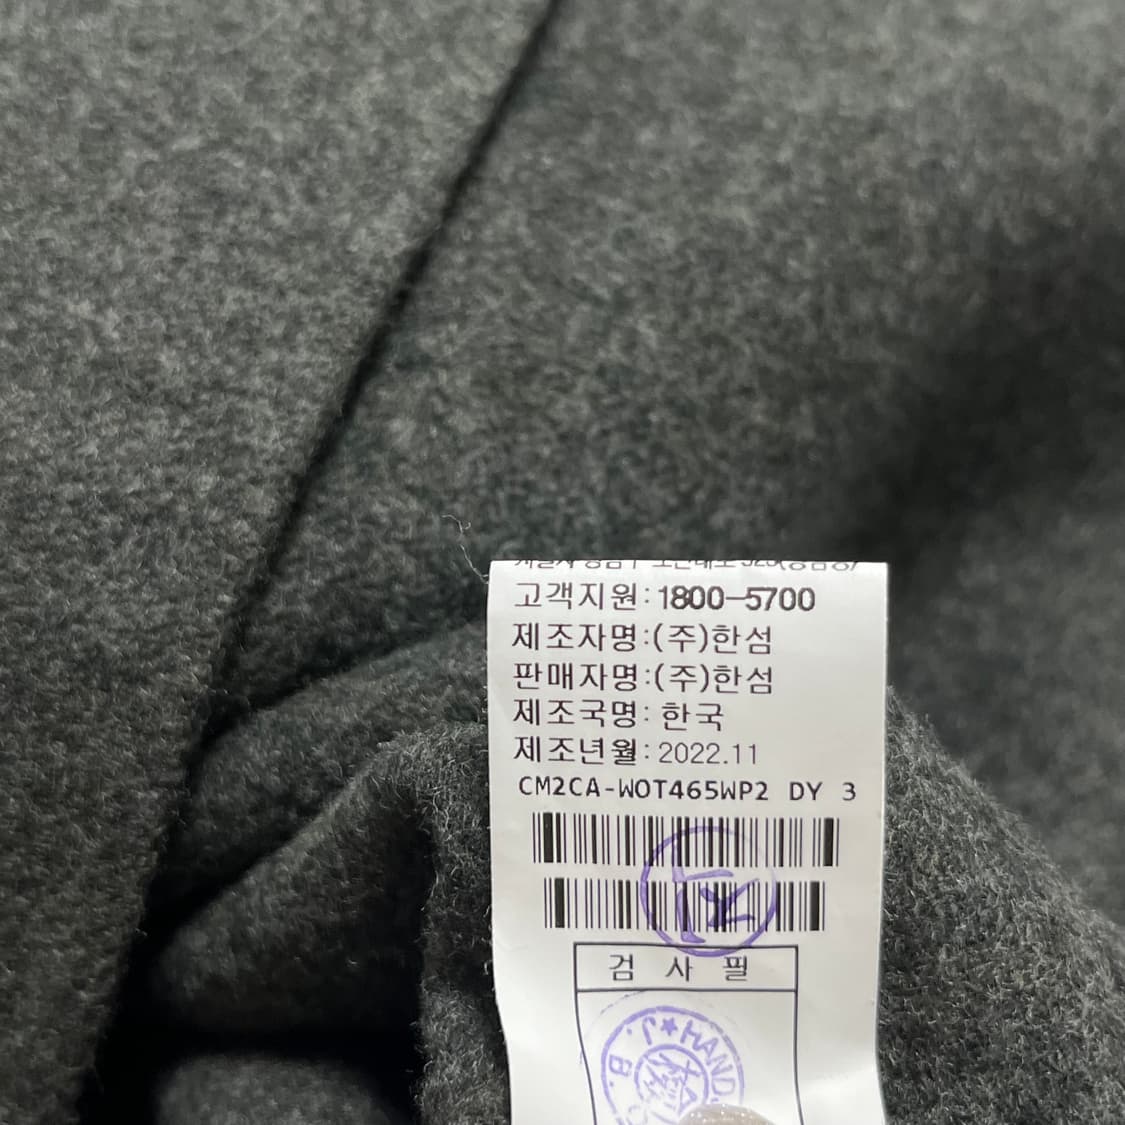 고객지원:1800-5700
제조자명:(주)한섬
판매자명:(주)한섬
제조국명: 한국
제조년월: 2022.11
CM2CA-WOT465WP2 DY 3
검 사 필
J★HAND.
B.